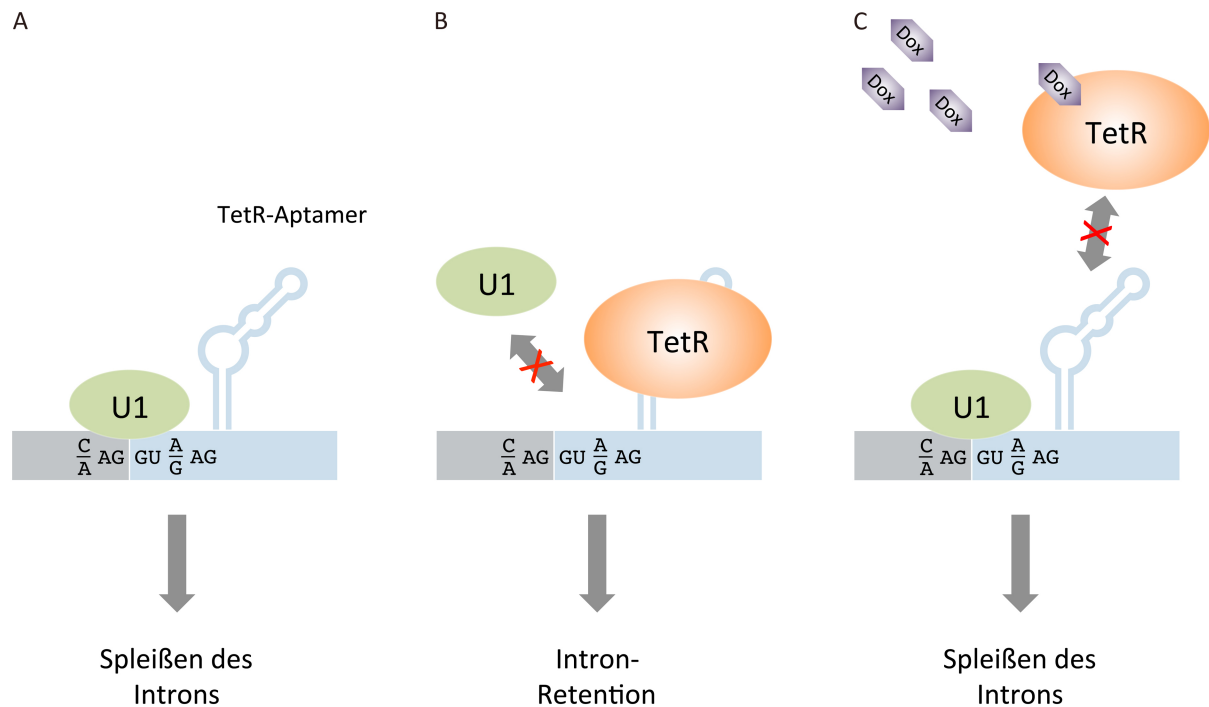 A
TetR-Aptamer
U1
C
A
AG
GU
A
G
AG
Spleißen des
Introns
B
U1
TetR
C
A
AG
GU
A
G
AG
Intron-
Retention
C
Dox
Dox
Dox
Dox
TetR
U1
C
A
AG
GU
A
G
AG
Spleißen des
Introns